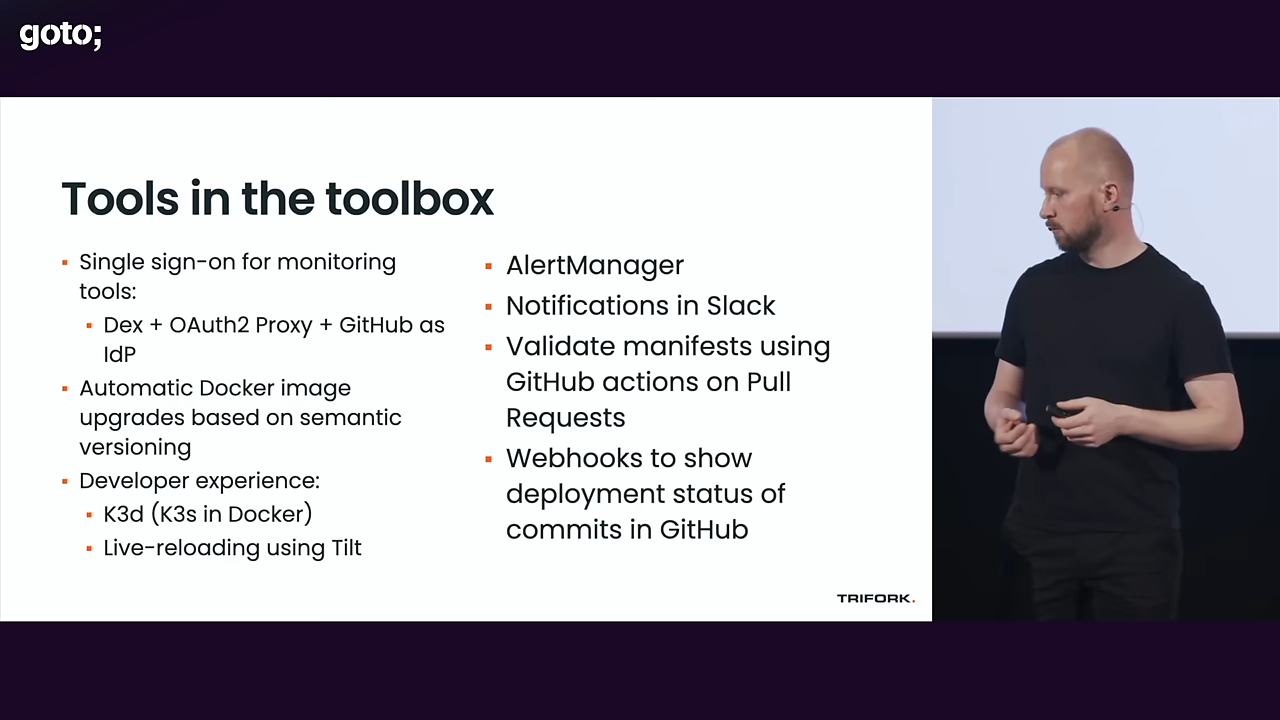 goto;
Tools in the toolbox
▪ Single sign-on for monitoring
tools:
▪ Dex + OAuth2 Proxy + GitHub as
IdP
▪ Automatic Docker image
upgrades based on semantic
versioning
▪ Developer experience:
▪ K3d (K3s in Docker)
▪ Live-reloading using Tilt
▪ AlertManager
▪ Notifications in Slack
▪ Validate manifests using
GitHub actions on Pull
Requests
▪ Webhooks to show
deployment status of
commits in GitHub
TRIFORK.